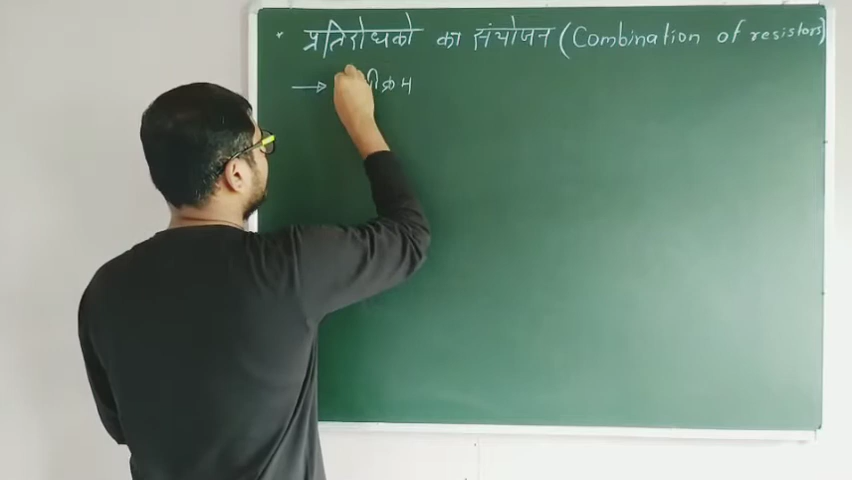 * प्रतिरोधको का संयोजन (Combination of resistors)
→